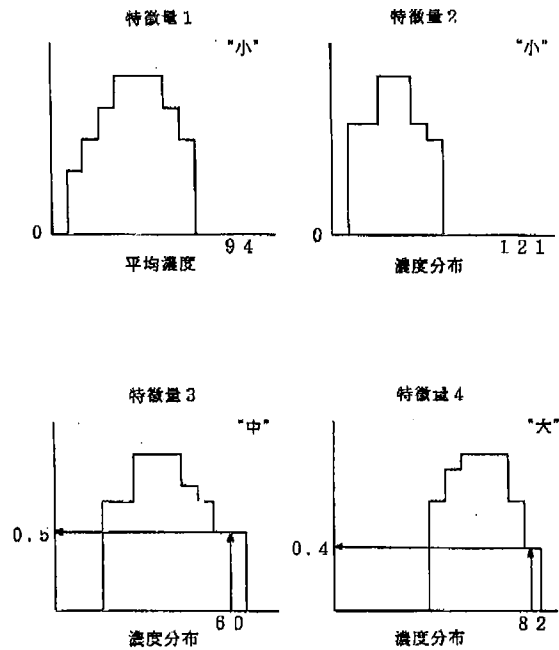 特徴量1
"小"
0
94
平均濃度
特徴量2
"小"
0
121
濃度分布
特徴量3
"中"
0.5
60
濃度分布
特徴量4
"大"
0.4
82
濃度分布